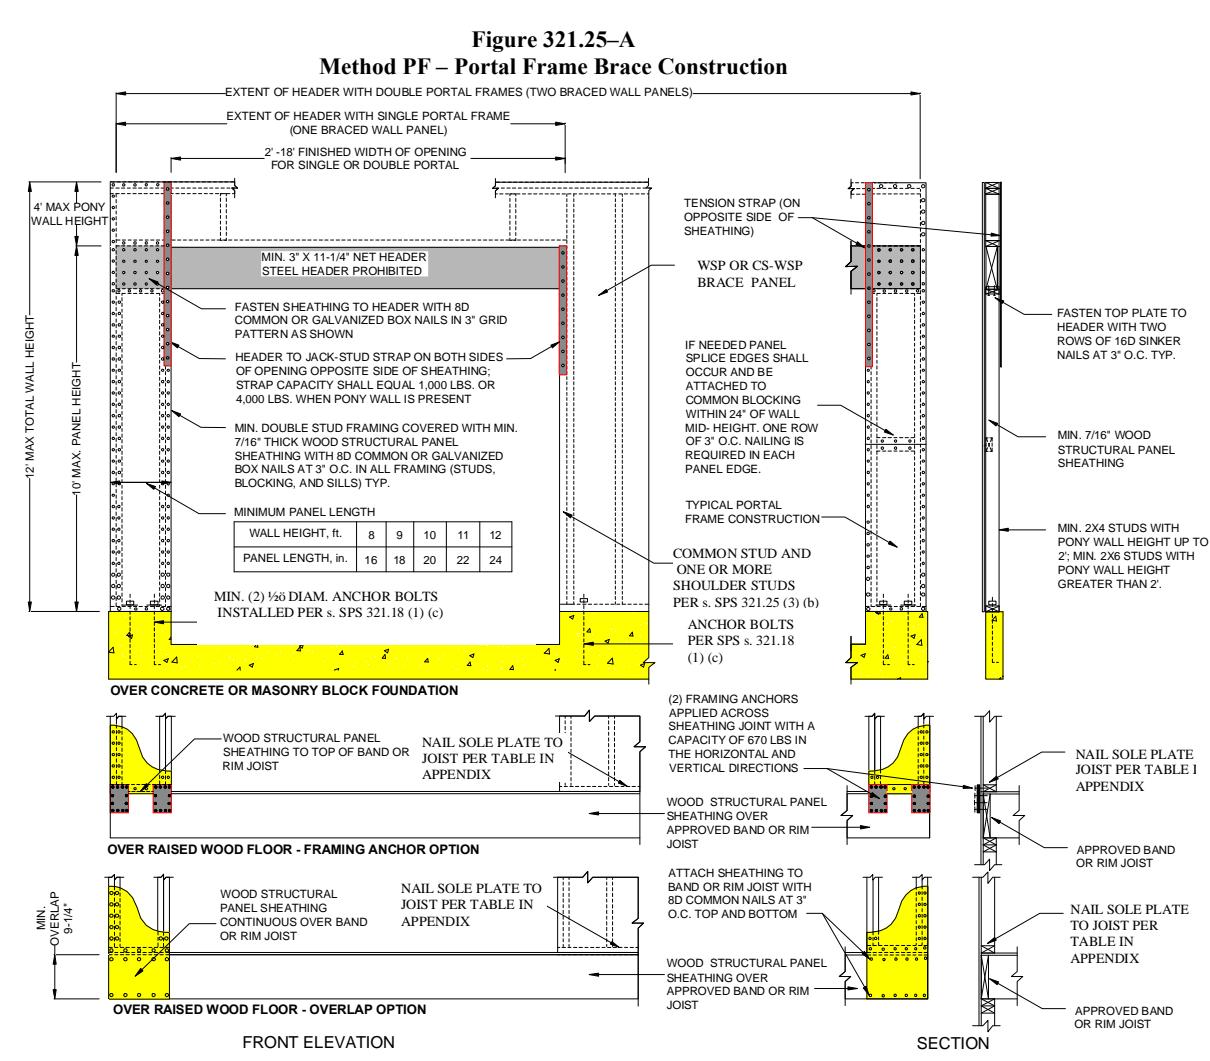 Figure 321.25–A
Method PF – Portal Frame Brace Construction
EXTENT OF HEADER WITH DOUBLE PORTAL FRAMES (TWO BRACED WALL PANELS)
EXTENT OF HEADER WITH SINGLE PORTAL FRAME
(ONE BRACED WALL PANEL)
2' -18' FINISHED WIDTH OF OPENING
FOR SINGLE OR DOUBLE PORTAL
4' MAX PONY
WALL HEIGHT
12' MAX TOTAL WALL HEIGHT
10' MAX. PANEL HEIGHT
MIN. 3" X 11-1/4" NET HEADER
STEEL HEADER PROHIBITED
FASTEN SHEATHING TO HEADER WITH 8D
COMMON OR GALVANIZED BOX NAILS IN 3" GRID
PATTERN AS SHOWN
HEADER TO JACK-STUD STRAP ON BOTH SIDES
OF OPENING OPPOSITE SIDE OF SHEATHING;
STRAP CAPACITY SHALL EQUAL 1,000 LBS. OR
4,000 LBS. WHEN PONY WALL IS PRESENT
MIN. DOUBLE STUD FRAMING COVERED WITH MIN.
7/16" THICK WOOD STRUCTURAL PANEL
SHEATHING WITH 8D COMMON OR GALVANIZED
BOX NAILS AT 3" O.C. IN ALL FRAMING (STUDS,
BLOCKING, AND SILLS) TYP.
MINIMUM PANEL LENGTH
WALL HEIGHT, ft. 8 9 10 11 12
PANEL LENGTH, in. 16 18 20 22 24
MIN. (2) ½ö DIAM. ANCHOR BOLTS
INSTALLED PER s. SPS 321.18 (1) (c)
TENSION STRAP (ON
OPPOSITE SIDE OF
SHEATHING)
WSP OR CS-WSP
BRACE PANEL
IF NEEDED PANEL
SPLICE EDGES SHALL
OCCUR AND BE
ATTACHED TO
COMMON BLOCKING
WITHIN 24" OF WALL
MID- HEIGHT. ONE ROW
OF 3" O.C. NAILING IS
REQUIRED IN EACH
PANEL EDGE.
TYPICAL PORTAL
FRAME CONSTRUCTION
COMMON STUD AND
ONE OR MORE
SHOULDER STUDS
PER s. SPS 321.25 (3) (b)
ANCHOR BOLTS
PER SPS s. 321.18
(1) (c)
FASTEN TOP PLATE TO
HEADER WITH TWO
ROWS OF 16D SINKER
NAILS AT 3" O.C. TYP.
MIN. 7/16" WOOD
STRUCTURAL PANEL
SHEATHING
MIN. 2X4 STUDS WITH
PONY WALL HEIGHT UP TO
2'; MIN. 2X6 STUDS WITH
PONY WALL HEIGHT
GREATER THAN 2'.
OVER CONCRETE OR MASONRY BLOCK FOUNDATION
WOOD STRUCTURAL PANEL
SHEATHING TO TOP OF BAND OR
RIM JOIST
NAIL SOLE PLATE TO
JOIST PER TABLE IN
APPENDIX
(2) FRAMING ANCHORS
APPLIED ACROSS
SHEATHING JOINT WITH A
CAPACITY OF 670 LBS IN
THE HORIZONTAL AND
VERTICAL DIRECTIONS
WOOD STRUCTURAL PANEL
SHEATHING OVER
APPROVED BAND OR RIM
JOIST
NAIL SOLE PLATE
JOIST PER TABLE I
APPENDIX
APPROVED BAND
OR RIM JOIST
OVER RAISED WOOD FLOOR - FRAMING ANCHOR OPTION
MIN.
OVERLAP
9-1/4"
WOOD STRUCTURAL
PANEL SHEATHING
CONTINUOUS OVER BAND
OR RIM JOIST
NAIL SOLE PLATE TO
JOIST PER TABLE IN
APPENDIX
ATTACH SHEATHING TO
BAND OR RIM JOIST WITH
8D COMMON NAILS AT 3"
O.C. TOP AND BOTTOM
WOOD STRUCTURAL PANEL
SHEATHING OVER
APPROVED BAND OR RIM
JOIST
NAIL SOLE PLATE
TO JOIST PER
TABLE IN
APPENDIX
APPROVED BAND
OR RIM JOIST
OVER RAISED WOOD FLOOR - OVERLAP OPTION
FRONT ELEVATION
SECTION